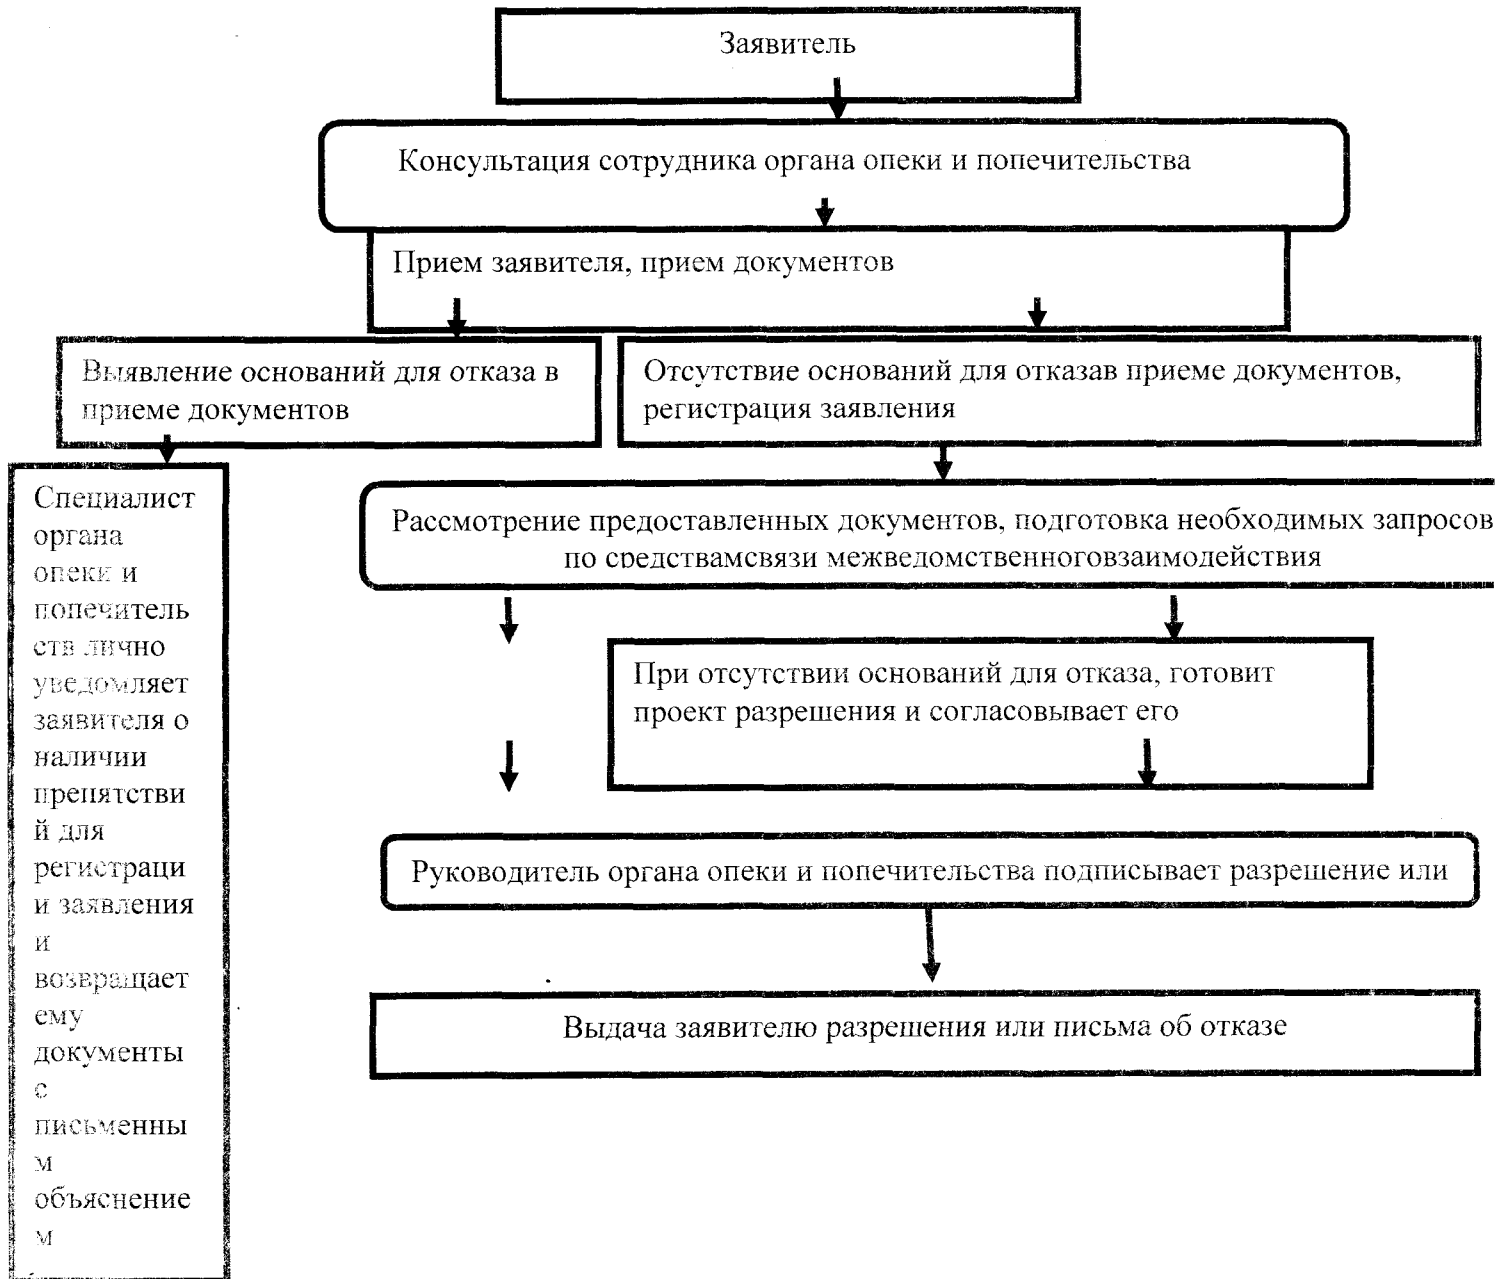 Заявитель
Консультация сотрудника органа опеки и попечительства
Прием заявителя, прием документов
Выявление оснований для отказа в
приеме документов
Отсутствие оснований для отказав приеме документов,
регистрация заявления
Специалист
органа
опеки и
попечитель
ств лично
уведомляет
заявителя о
наличии
препятстви
й для
регистраци
и заявления
и
возвращает
ему
документы
с
письменны
м
объяснение
м
Рассмотрение предоставленных документов, подготовка необходимых запросов
по средствамсвязи межведомственноговзаимодействия
При отсутствии оснований для отказа, готовит
проект разрешения и согласовывает его
Руководитель органа опеки и попечительства подписывает разрешение или
Выдача заявителю разрешения или письма об отказе